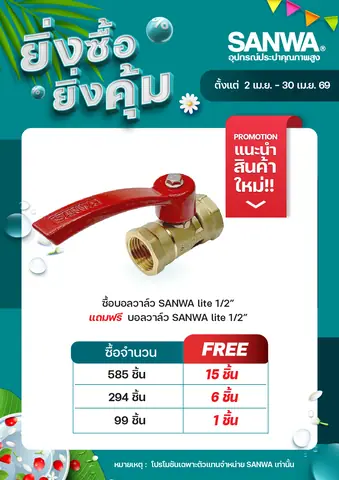 ยิ่งซื้อ
ยิ่งคุ้ม
SANWA®
อุปกรณ์ประปาคุณภาพสูง
ตั้งแต่ 2 เม.ย. - 30 เม.ย. 69
PROMOTION
แนะนำ
สินค้า
ใหม่!!
ซื้อบอลวาล์ว SANWA lite 1/2”
แถมฟรี บอลวาล์ว SANWA lite 1/2”
ซื้อจำนวน FREE
585 ชิ้น 15 ชิ้น
294 ชิ้น 6 ชิ้น
99 ชิ้น 1 ชิ้น
หมายเหตุ : โปรโมชันเฉพาะตัวแทนจำหน่าย SANWA เท่านั้น